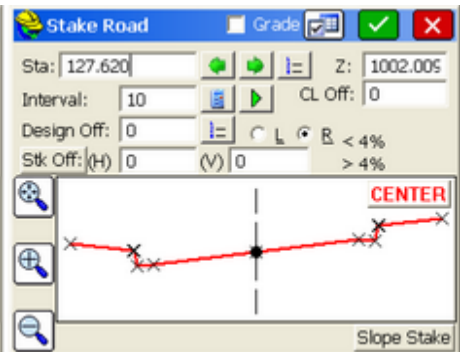 Stake Road Grade
Sta: 127.620 Z: 1002.009
Interval: 10 CL Off: 0
Design Off: 0 L R < 4%
Stk Off: (H) 0 (V) 0 > 4%
CENTER
Slope Stake